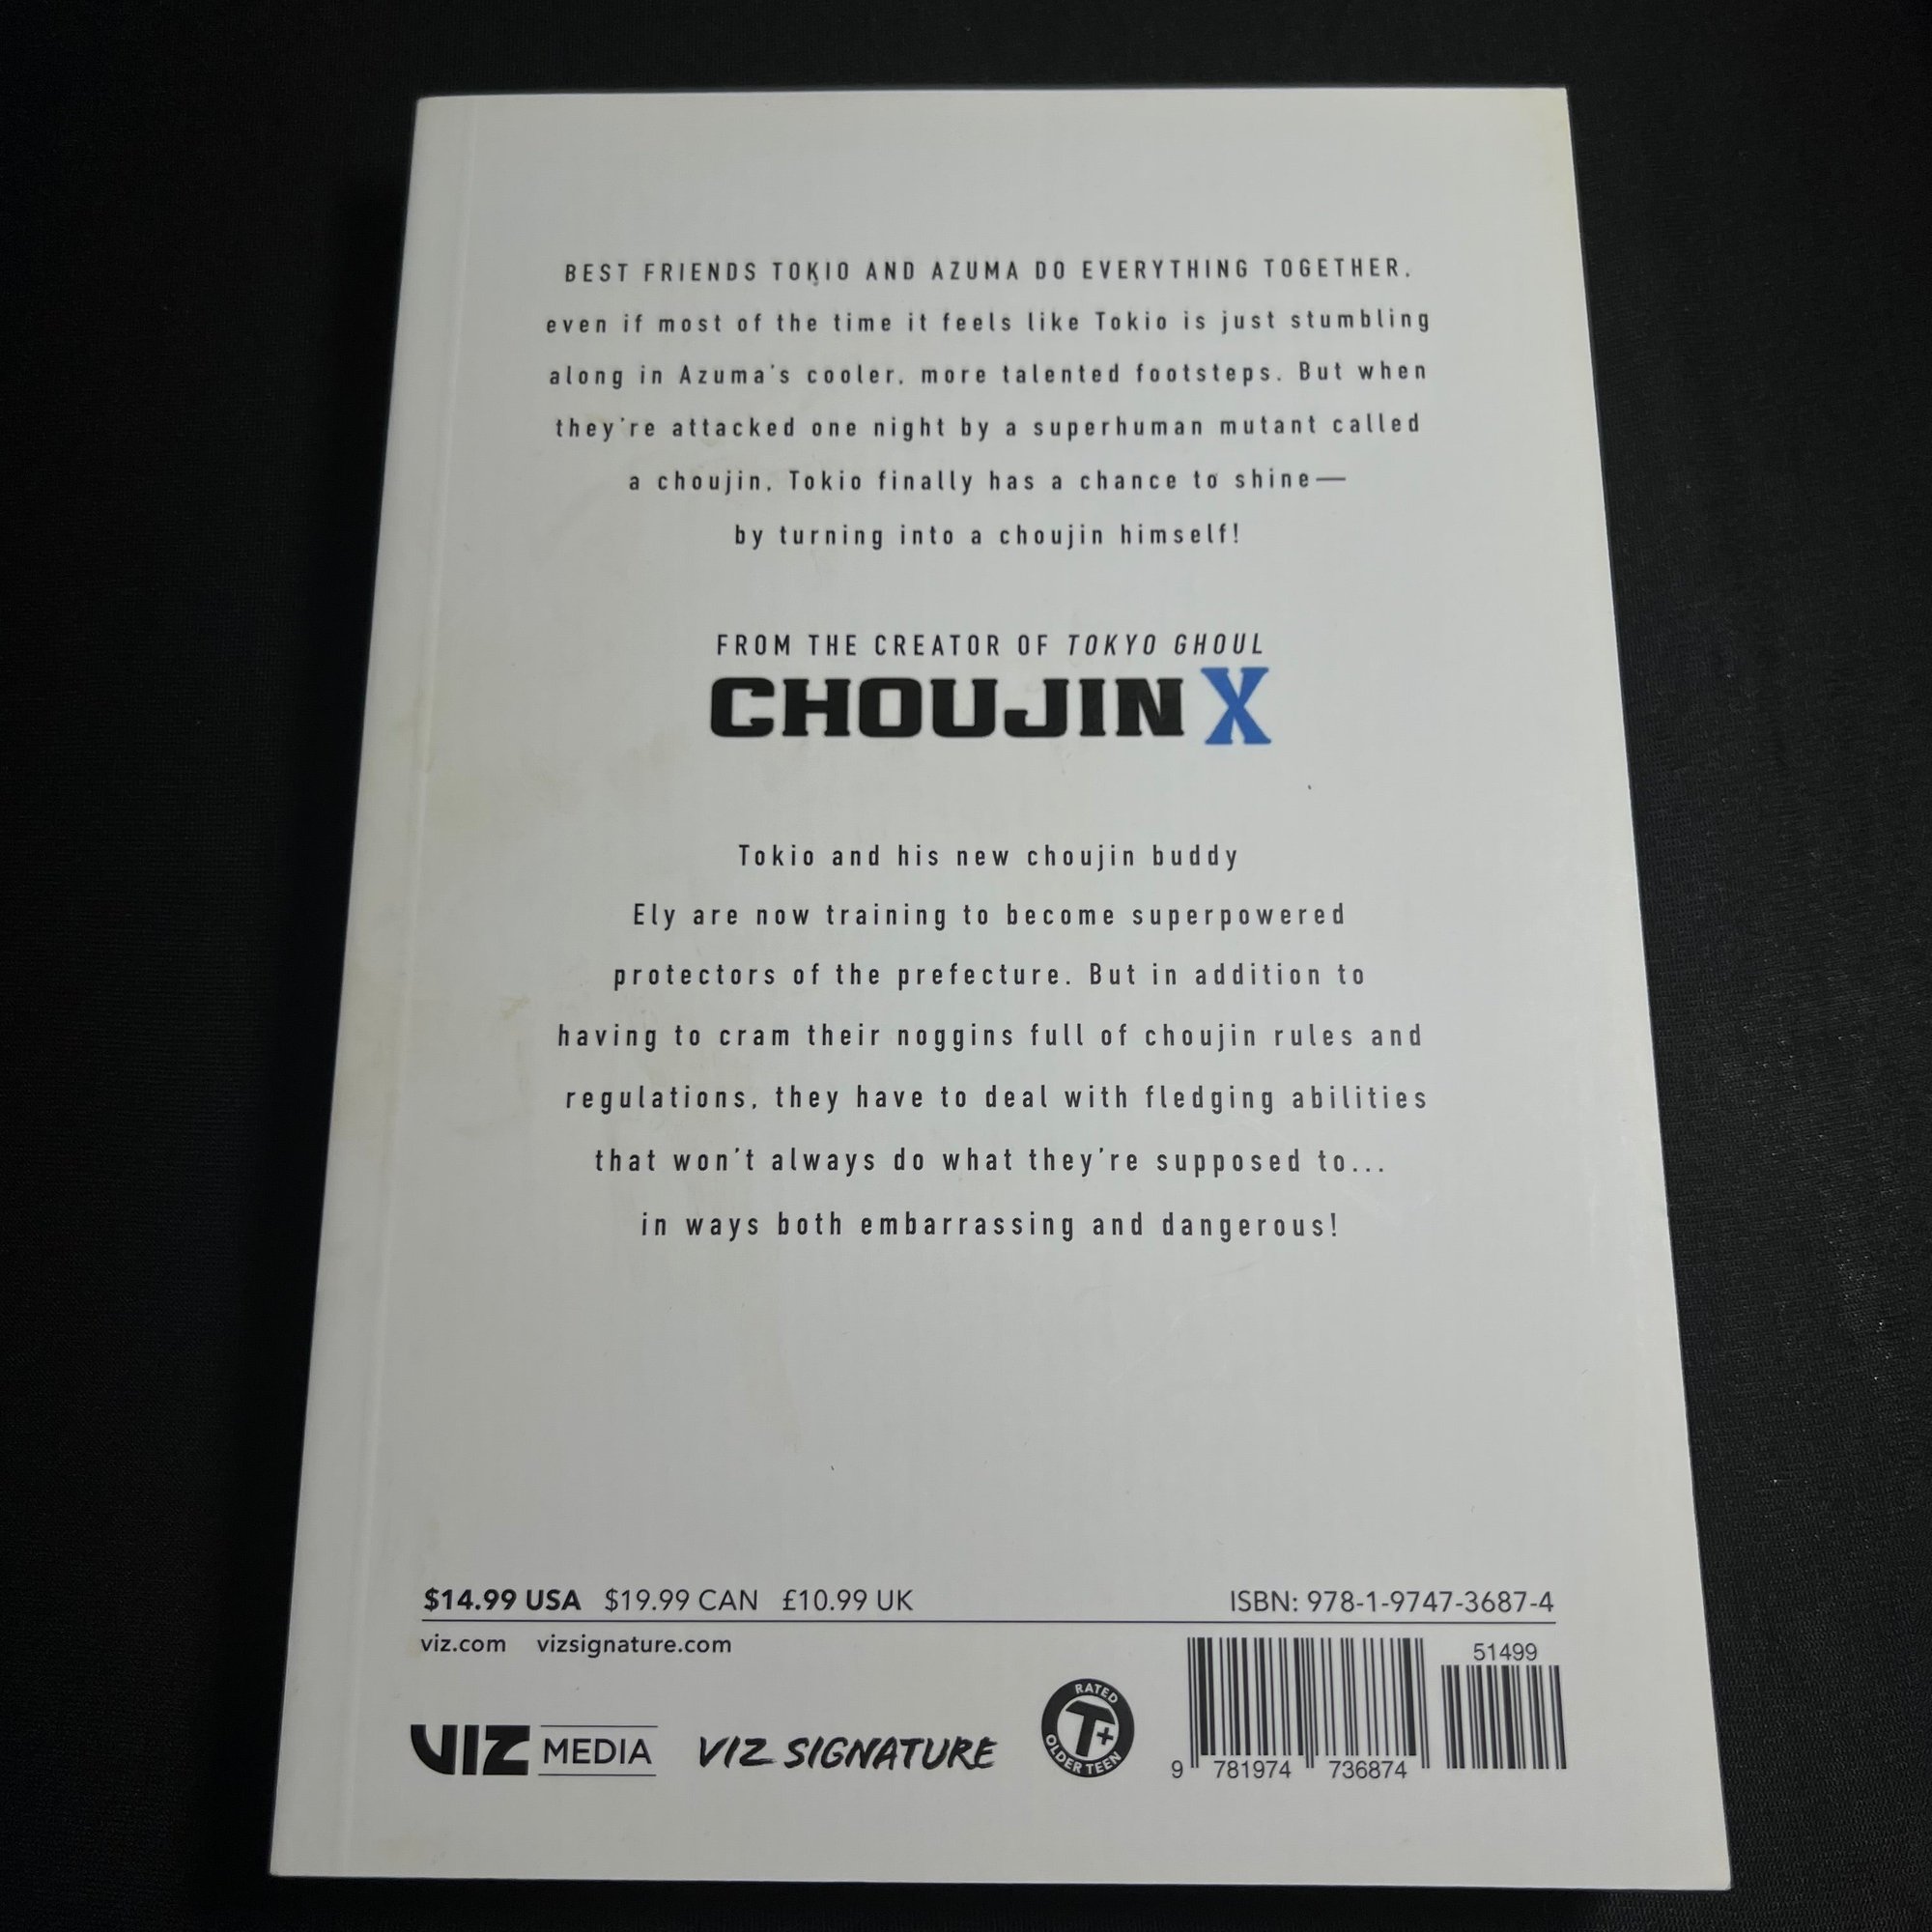 BEST FRIENDS TOKIO AND AZUMA DO EVERYTHING TOGETHER,
even if most of the time it feels like Tokio is just stumbling
along in Azuma's cooler, more talented footsteps. But when
they're attacked one night by a superhuman mutant called
a choujin, Tokio finally has a chance to shine—
by turning into a choujin himself!
FROM THE CREATOR OF TOKYO GHOUL
CHOUJIN X
Tokio and his new choujin buddy
Ely are now training to become superpowered
protectors of the prefecture. But in addition to
having to cram their noggins full of choujin rules and
regulations, they have to deal with fledging abilities
that won't always do what they're supposed to...
in ways both embarrassing and dangerous!
$14.99 USA $19.99 CAN £10.99 UK
ISBN: 978-1-9747-3687-4
viz.com vizsignature.com
51499
VIZ MEDIA
VIZ SIGNATURE
RATED
T+
OLDER TEEN
9 781974 736874